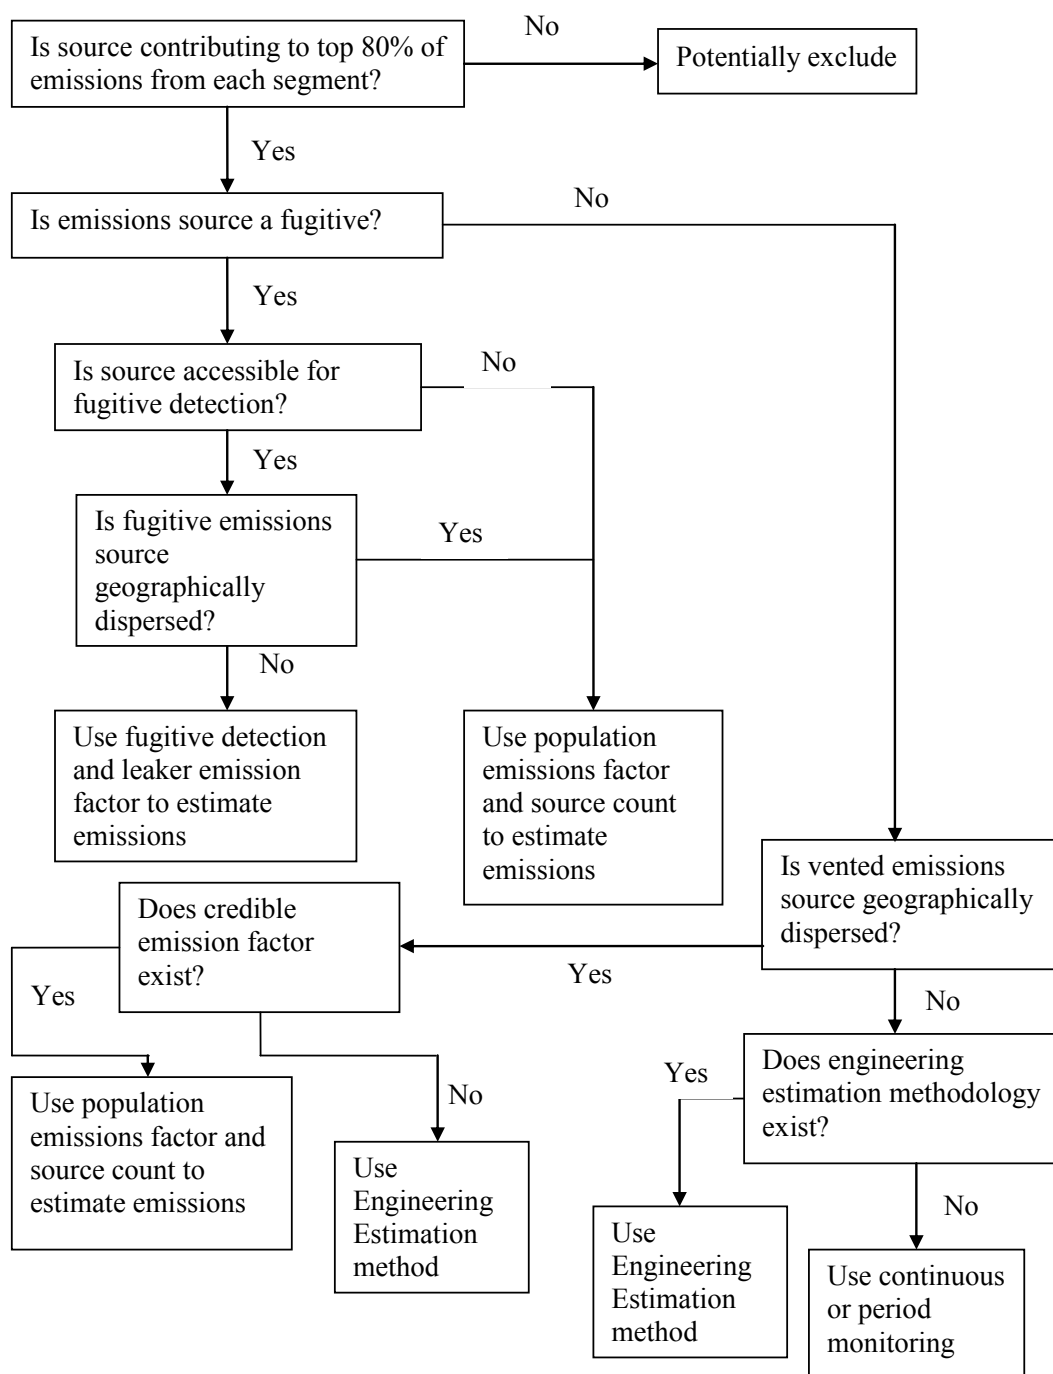 No
Is source contributing to top 80% of
emissions from each segment?
Potentially exclude
Yes
Is emissions source a fugitive?
No
Yes
Is source accessible for
fugitive detection?
No
Yes
Is fugitive emissions
source
geographically
dispersed?
Yes
No
Use fugitive detection
and leaker emission
factor to estimate
emissions
Use population
emissions factor
and source count
to estimate
emissions
Is vented emissions
source geographically
dispersed?
Yes
Does credible
emission factor
exist?
Yes
No
No
Does engineering
estimation methodology
exist?
Yes
No
Use population
emissions factor and
source count to
estimate emissions
Use
Engineering
Estimation
method
Use
Engineering
Estimation
method
Use continuous
or period
monitoring